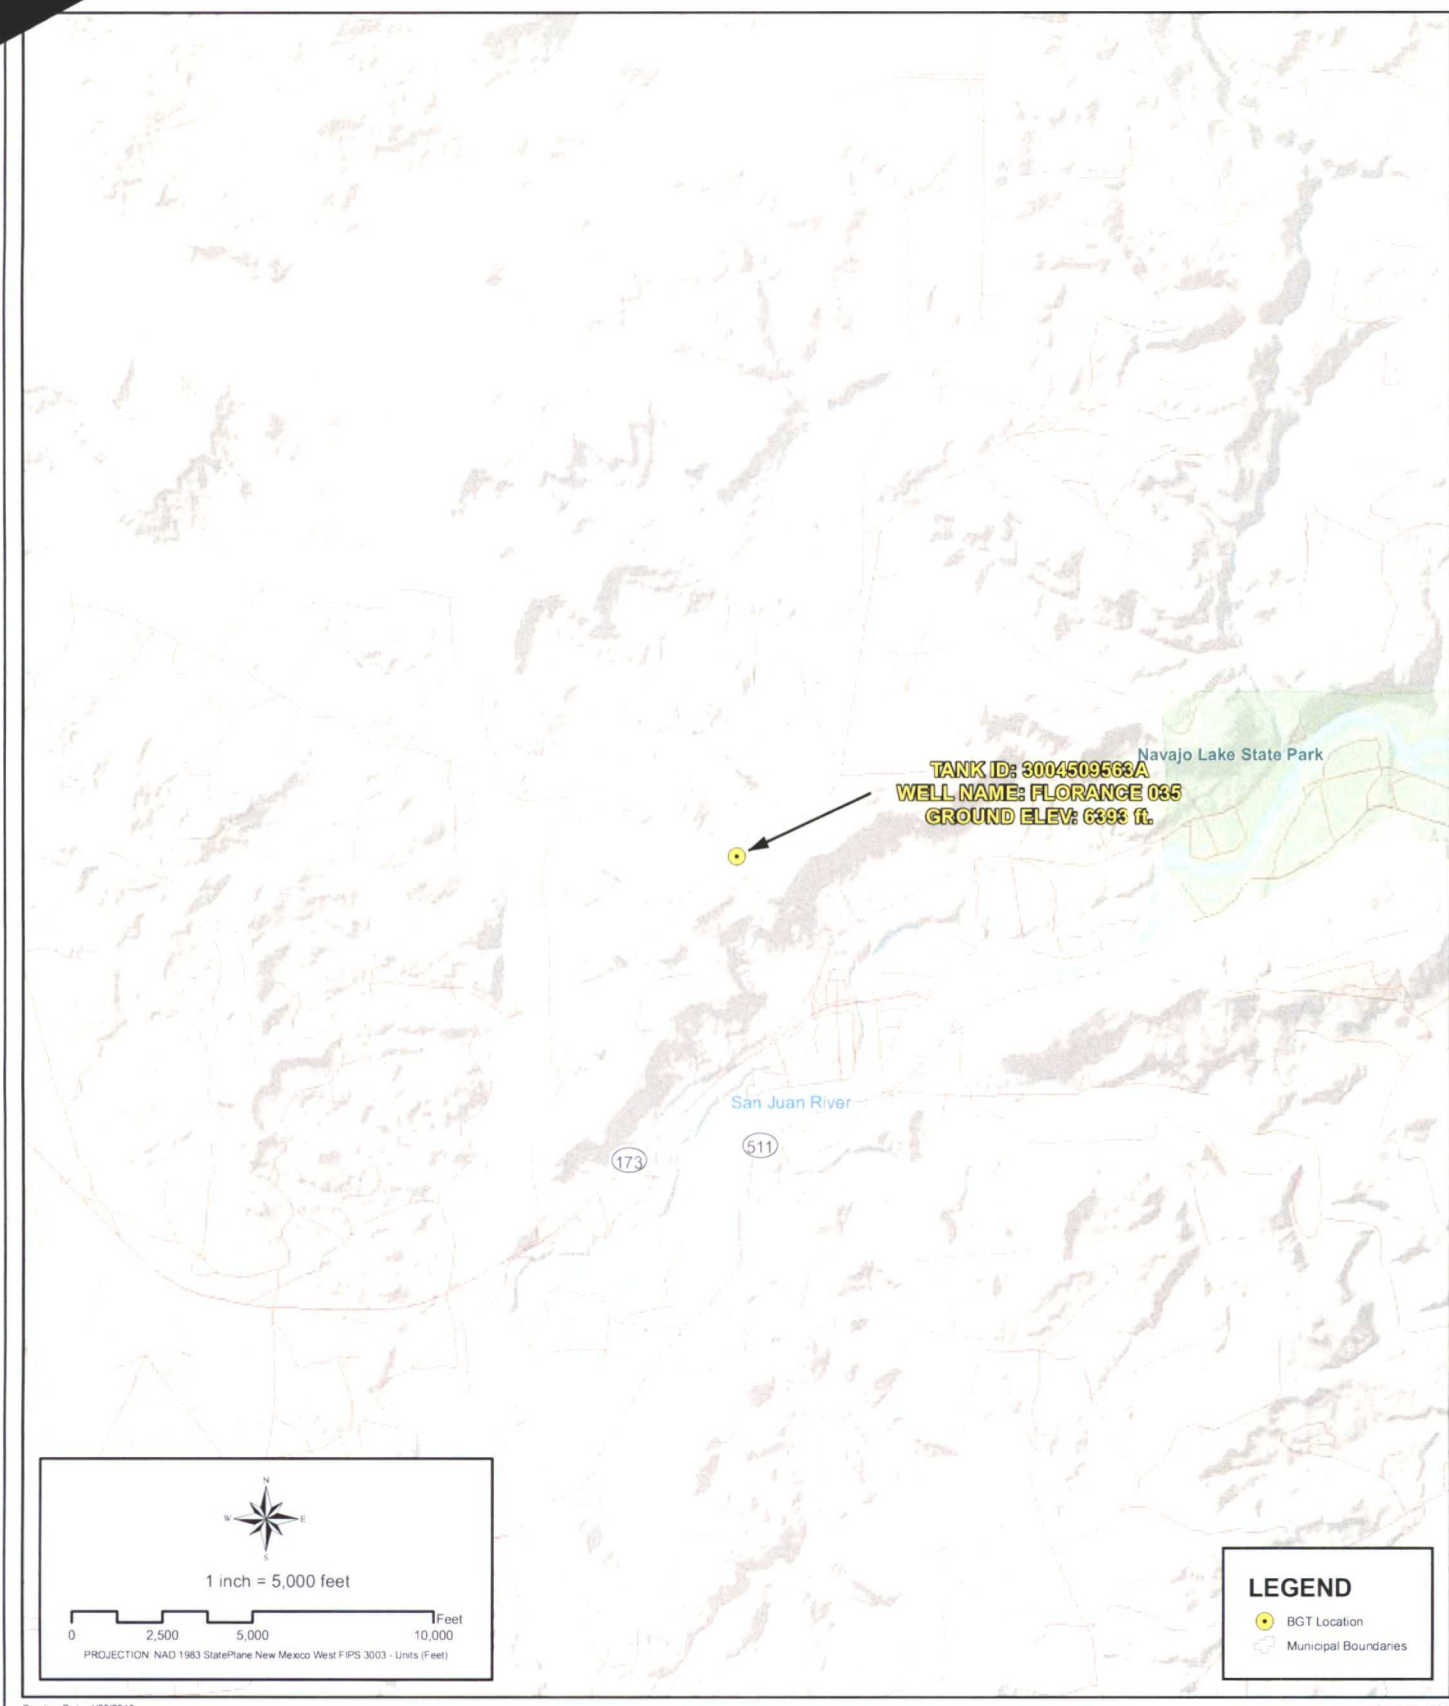 Navajo Lake State Park
TANK ID: 3004509563A
WELL NAME: FLORANCE 035
GROUND ELEV: 6393 ft.
San Juan River
511
173
N
W E
S
1 inch = 5,000 feet
Feet
0 2,500 5,000 10,000
PROJECTION: NAD 1983 StatePlane New Mexico West FIPS 3003 - Units (Feet)
LEGEND
BGT Location
Municipal Boundaries